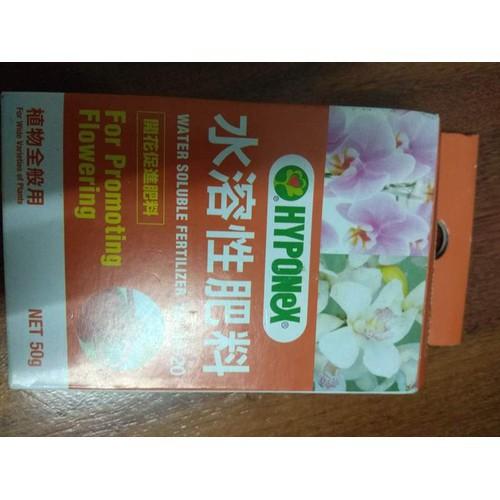 HYPONeX®
水溶性肥料
WATER SOLUBLE FERTILIZER
20
開花促進肥料
For Promoting
Flowering
植物全般用
For Wide Varieties of Plants
NET 50g